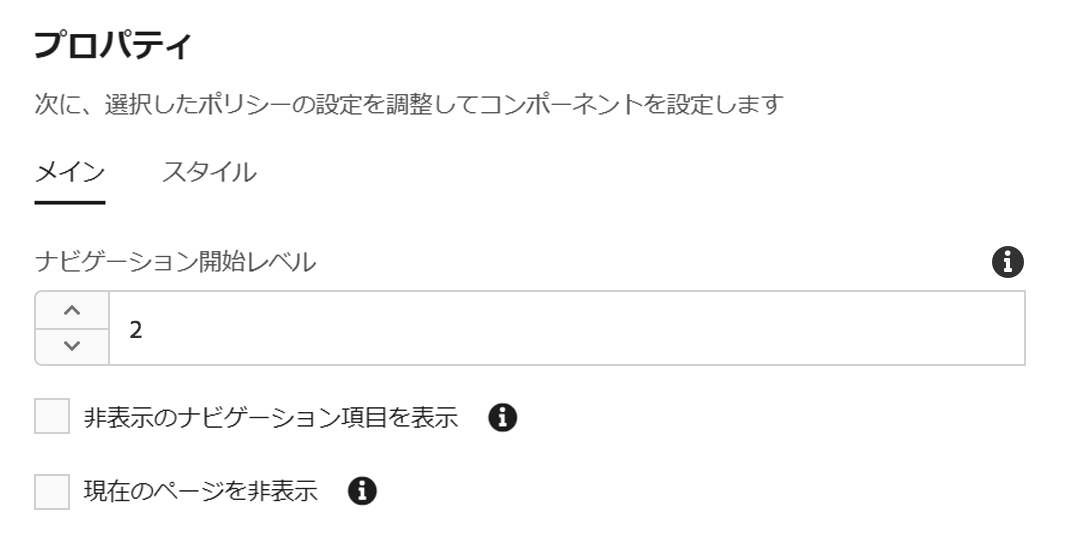 プロパティ
次に、選択したポリシーの設定を調整してコンポーネントを設定します
メイン スタイル
ナビゲーション開始レベル
2
非表示のナビゲーション項目を表示
現在のページを非表示